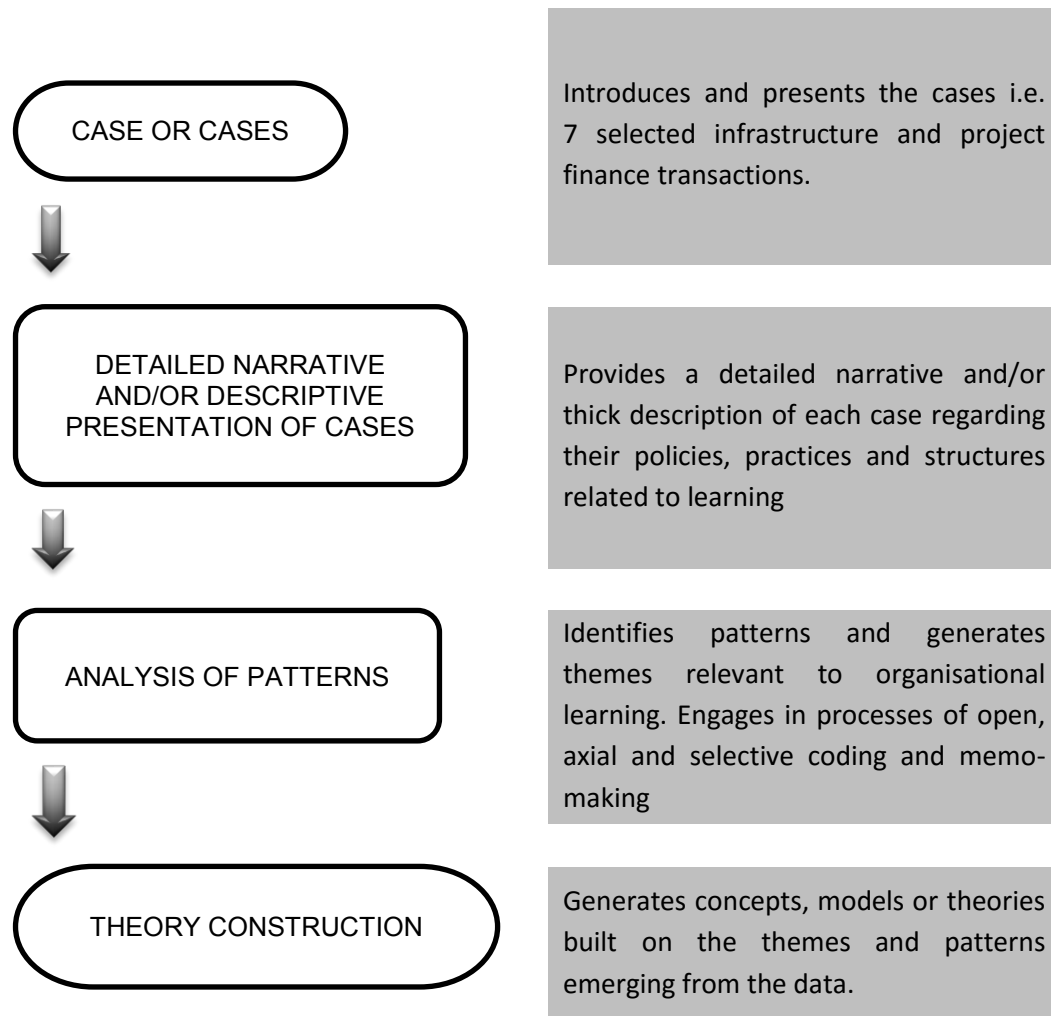 CASE OR CASES
Introduces and presents the cases i.e.
7 selected infrastructure and project
finance transactions.
DETAILED NARRATIVE
AND/OR DESCRIPTIVE
PRESENTATION OF CASES
Provides a detailed narrative and/or
thick description of each case regarding
their policies, practices and structures
related to learning
ANALYSIS OF PATTERNS
Identifies patterns and generates
themes relevant to organisational
learning. Engages in processes of open,
axial and selective coding and memo-
making
THEORY CONSTRUCTION
Generates concepts, models or theories
built on the themes and patterns
emerging from the data.